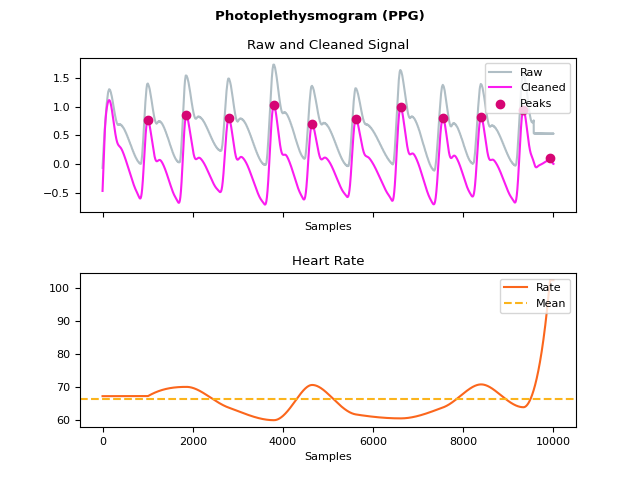 Photoplethysmogram (PPG)
Raw and Cleaned Signal
1.5
1.0
0.5
0.0
−0.5
Raw
Cleaned
Peaks
Samples
Heart Rate
100
90
80
70
60
Rate
Mean
0 2000 4000 6000 8000 10000
Samples